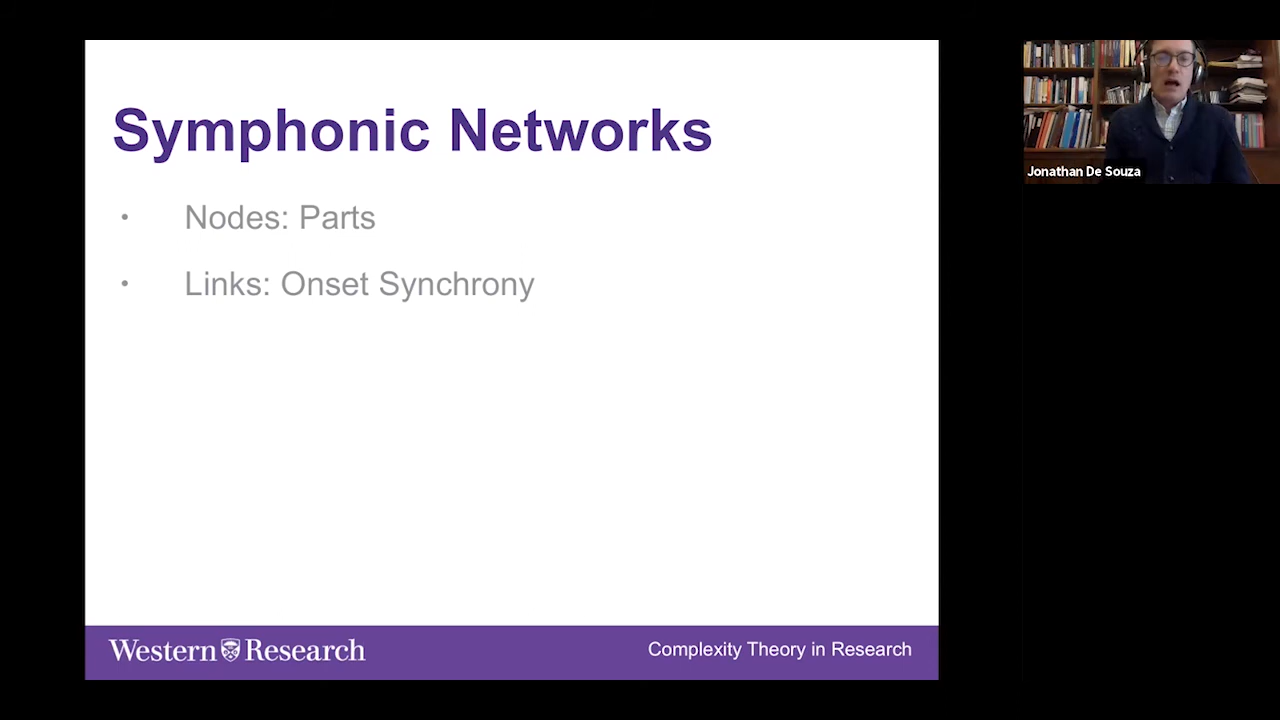 Symphonic Networks
• Nodes: Parts
• Links: Onset Synchrony
Western Research
Complexity Theory in Research
Jonathan De Souza